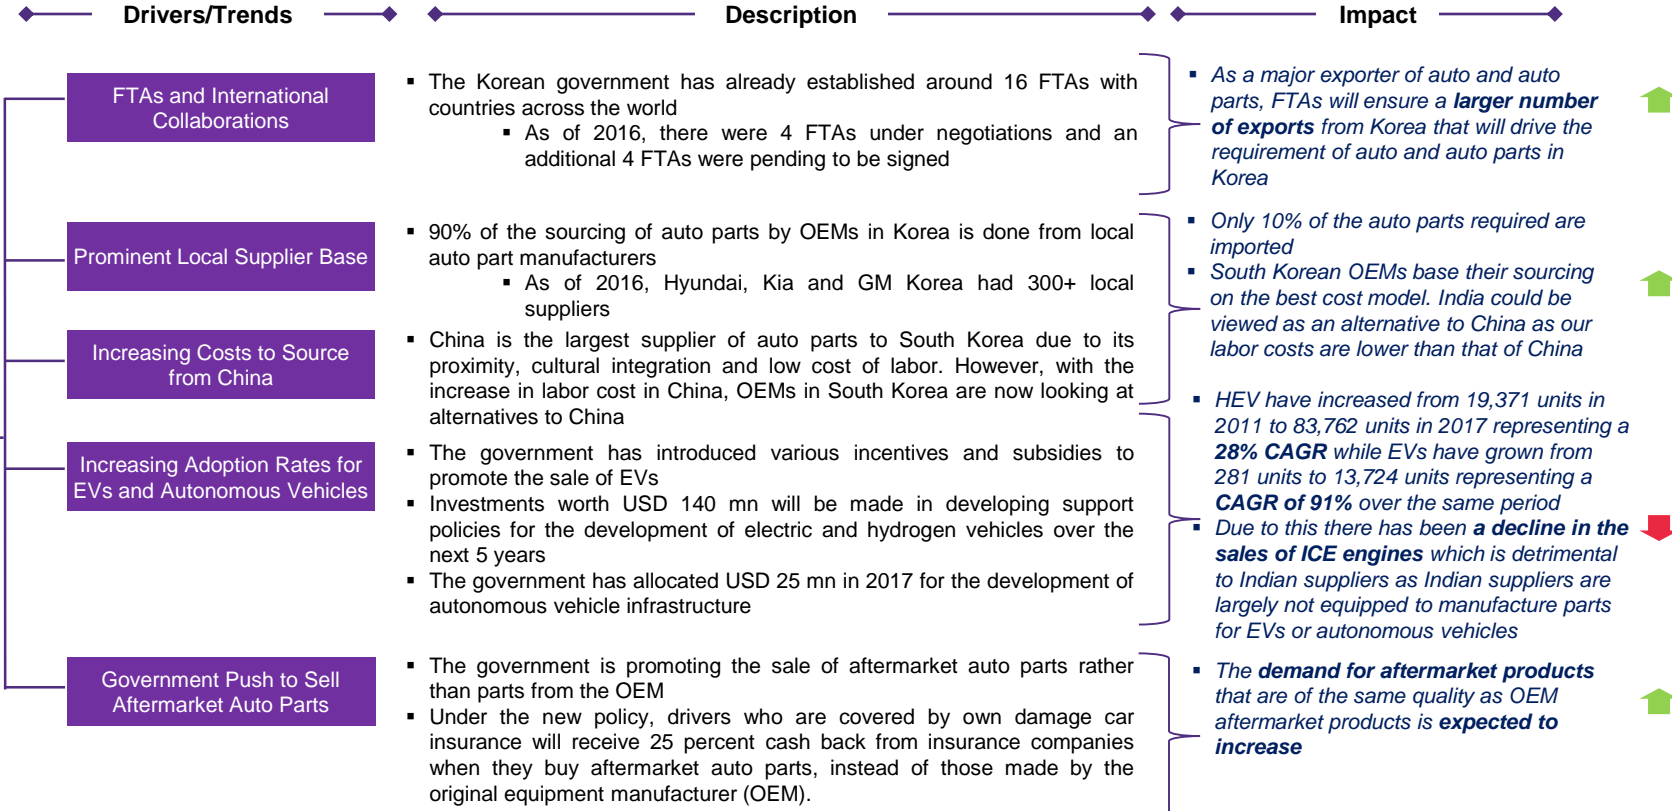 Drivers/Trends
Description
Impact
FTAs and International
Collaborations
▪ The Korean government has already established around 16 FTAs with
countries across the world
▪ As of 2016, there were 4 FTAs under negotiations and an
additional 4 FTAs were pending to be signed
▪ As a major exporter of auto and auto
parts, FTAs will ensure a larger number
of exports from Korea that will drive the
requirement of auto and auto parts in
Korea
Prominent Local Supplier Base
▪ 90% of the sourcing of auto parts by OEMs in Korea is done from local
auto part manufacturers
▪ As of 2016, Hyundai, Kia and GM Korea had 300+ local
suppliers
Increasing Costs to Source
from China
▪ China is the largest supplier of auto parts to South Korea due to its
proximity, cultural integration and low cost of labor. However, with the
increase in labor cost in China, OEMs in South Korea are now looking at
alternatives to China
▪ Only 10% of the auto parts required are
imported
▪ South Korean OEMs base their sourcing
on the best cost model. India could be
viewed as an alternative to China as our
labor costs are lower than that of China
Increasing Adoption Rates for
EVs and Autonomous Vehicles
▪ The government has introduced various incentives and subsidies to
promote the sale of EVs
▪ Investments worth USD 140 mn will be made in developing support
policies for the development of electric and hydrogen vehicles over the
next 5 years
▪ The government has allocated USD 25 mn in 2017 for the development of
autonomous vehicle infrastructure
▪ HEV have increased from 19,371 units in
2011 to 83,762 units in 2017 representing a
28% CAGR while EVs have grown from
281 units to 13,724 units representing a
CAGR of 91% over the same period
▪ Due to this there has been a decline in the
sales of ICE engines which is detrimental
to Indian suppliers as Indian suppliers are
largely not equipped to manufacture parts
for EVs or autonomous vehicles
Government Push to Sell
Aftermarket Auto Parts
▪ The government is promoting the sale of aftermarket auto parts rather
than parts from the OEM
▪ Under the new policy, drivers who are covered by own damage car
insurance will receive 25 percent cash back from insurance companies
when they buy aftermarket auto parts, instead of those made by the
original equipment manufacturer (OEM).
▪ The demand for aftermarket products
that are of the same quality as OEM
aftermarket products is expected to
increase